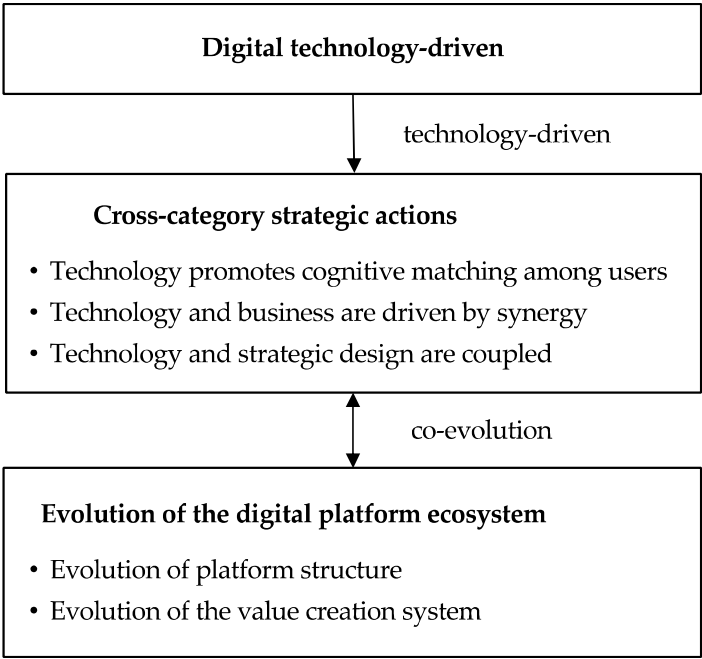 Digital technology-driven
technology-driven
Cross-category strategic actions
• Technology promotes cognitive matching among users
• Technology and business are driven by synergy
• Technology and strategic design are coupled
co-evolution
Evolution of the digital platform ecosystem
• Evolution of platform structure
• Evolution of the value creation system